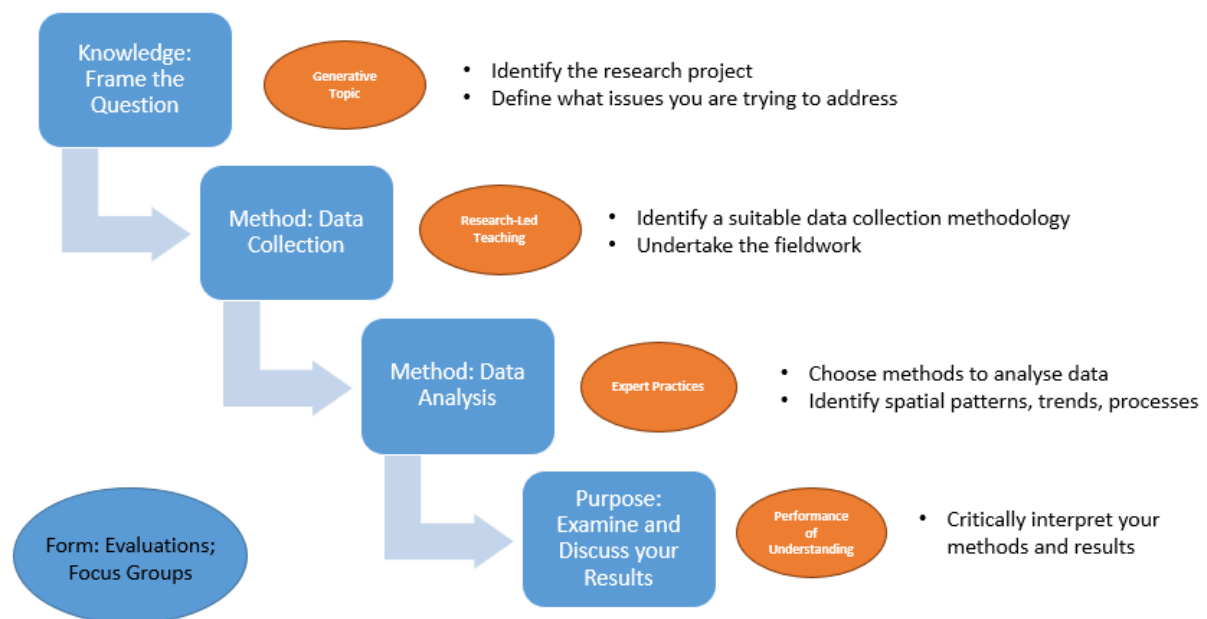 Knowledge:
Frame the
Question
Generative
Topic
• Identify the research project
• Define what issues you are trying to address
Method: Data
Collection
Research-Led
Teaching
• Identify a suitable data collection methodology
• Undertake the fieldwork
Method: Data
Analysis
Expert Practices
• Choose methods to analyse data
• Identify spatial patterns, trends, processes
Purpose:
Examine and
Discuss your
Results
Performance
of
Understanding
• Critically interpret your
methods and results
Form: Evaluations;
Focus Groups